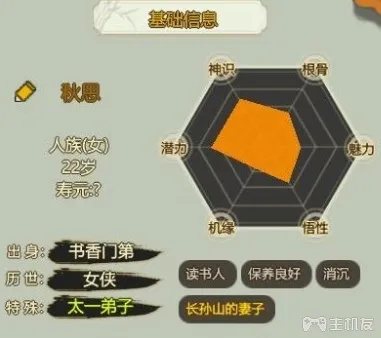 基础信息
秋思
人族(女)
22岁
寿元:?
神识
根骨
潜力
魅力
机缘
悟性
出身: 书香门第
历世: 女侠
特殊: 太一弟子
读书人
保养良好
消沉
长孙山的妻子
主机友